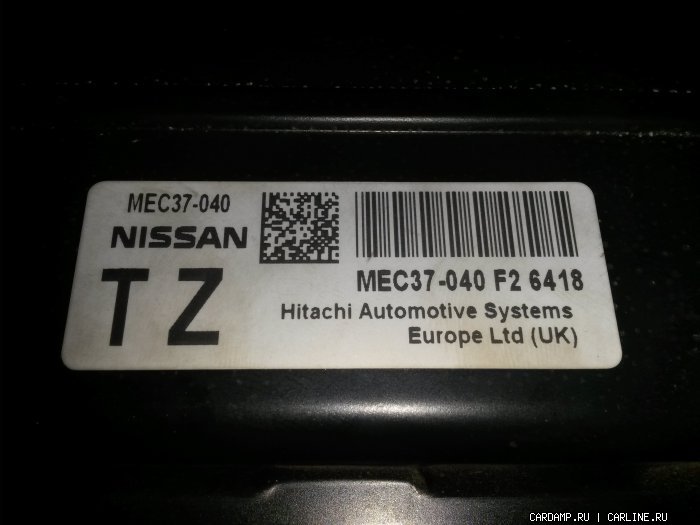 MEC37-040
NISSAN
TZ
MEC37-040 F2 6418
Hitachi Automotive Systems
Europe Ltd (UK)
CARDAMP.RU | CARLINE.RU